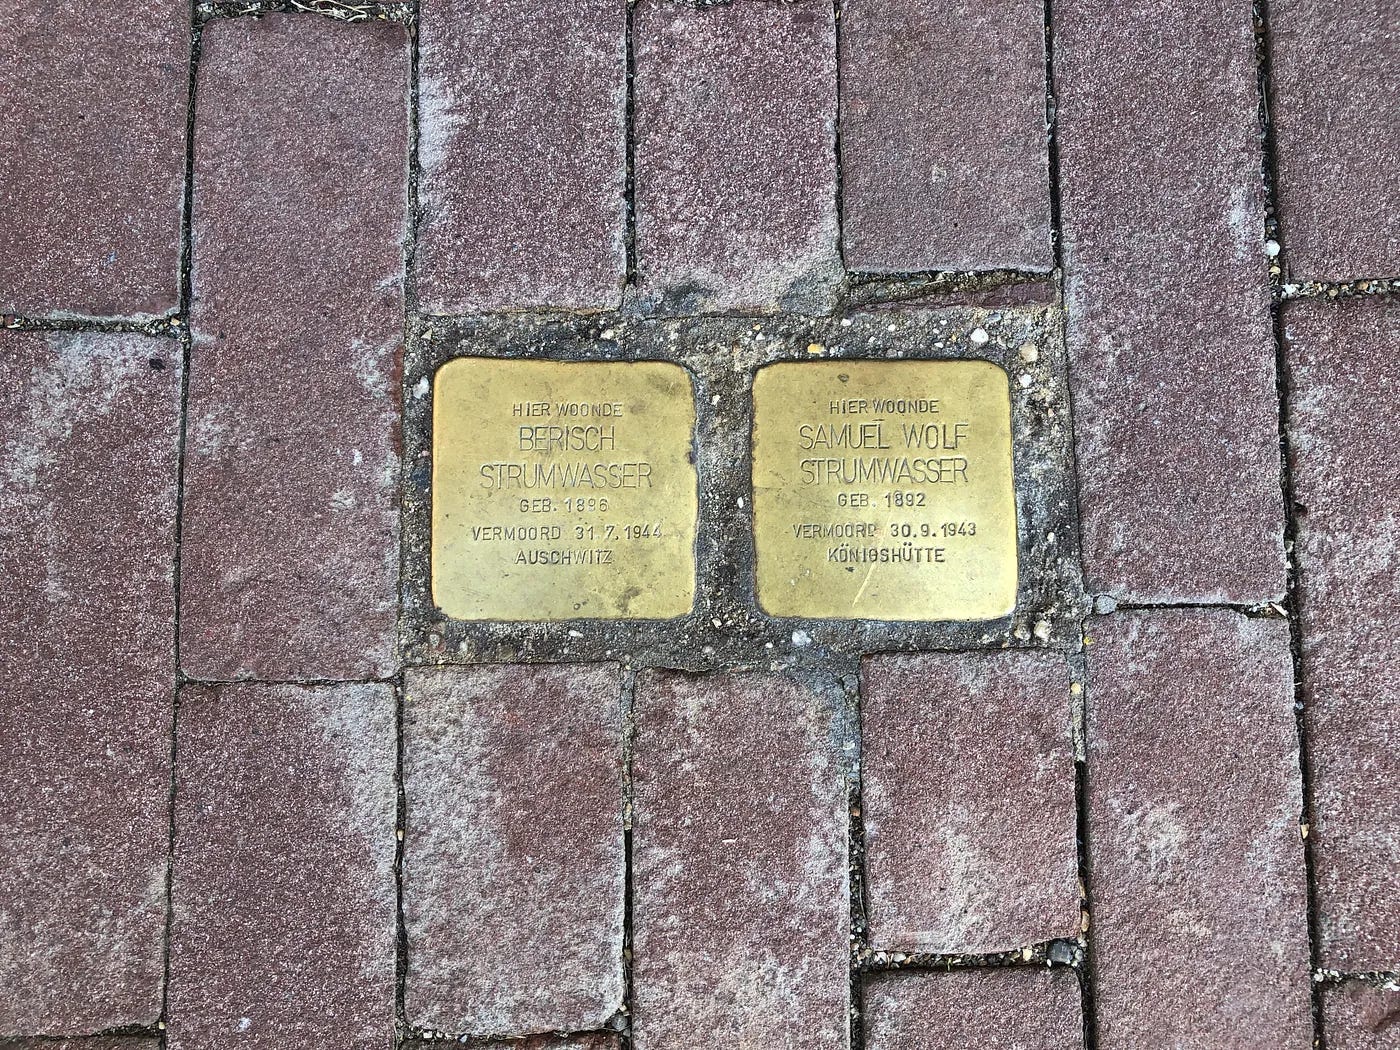 HIER WOONDE
BERISCH
STRUMWASSER
GEB. 1896
VERMOORD 31.7.1944
AUSCHWITZ
HIER WOONDE
SAMUEL WOLF
STRUMWASSER
GEB. 1892
VERMOORD 30.9.1943
KÖNIGSHÜTTE